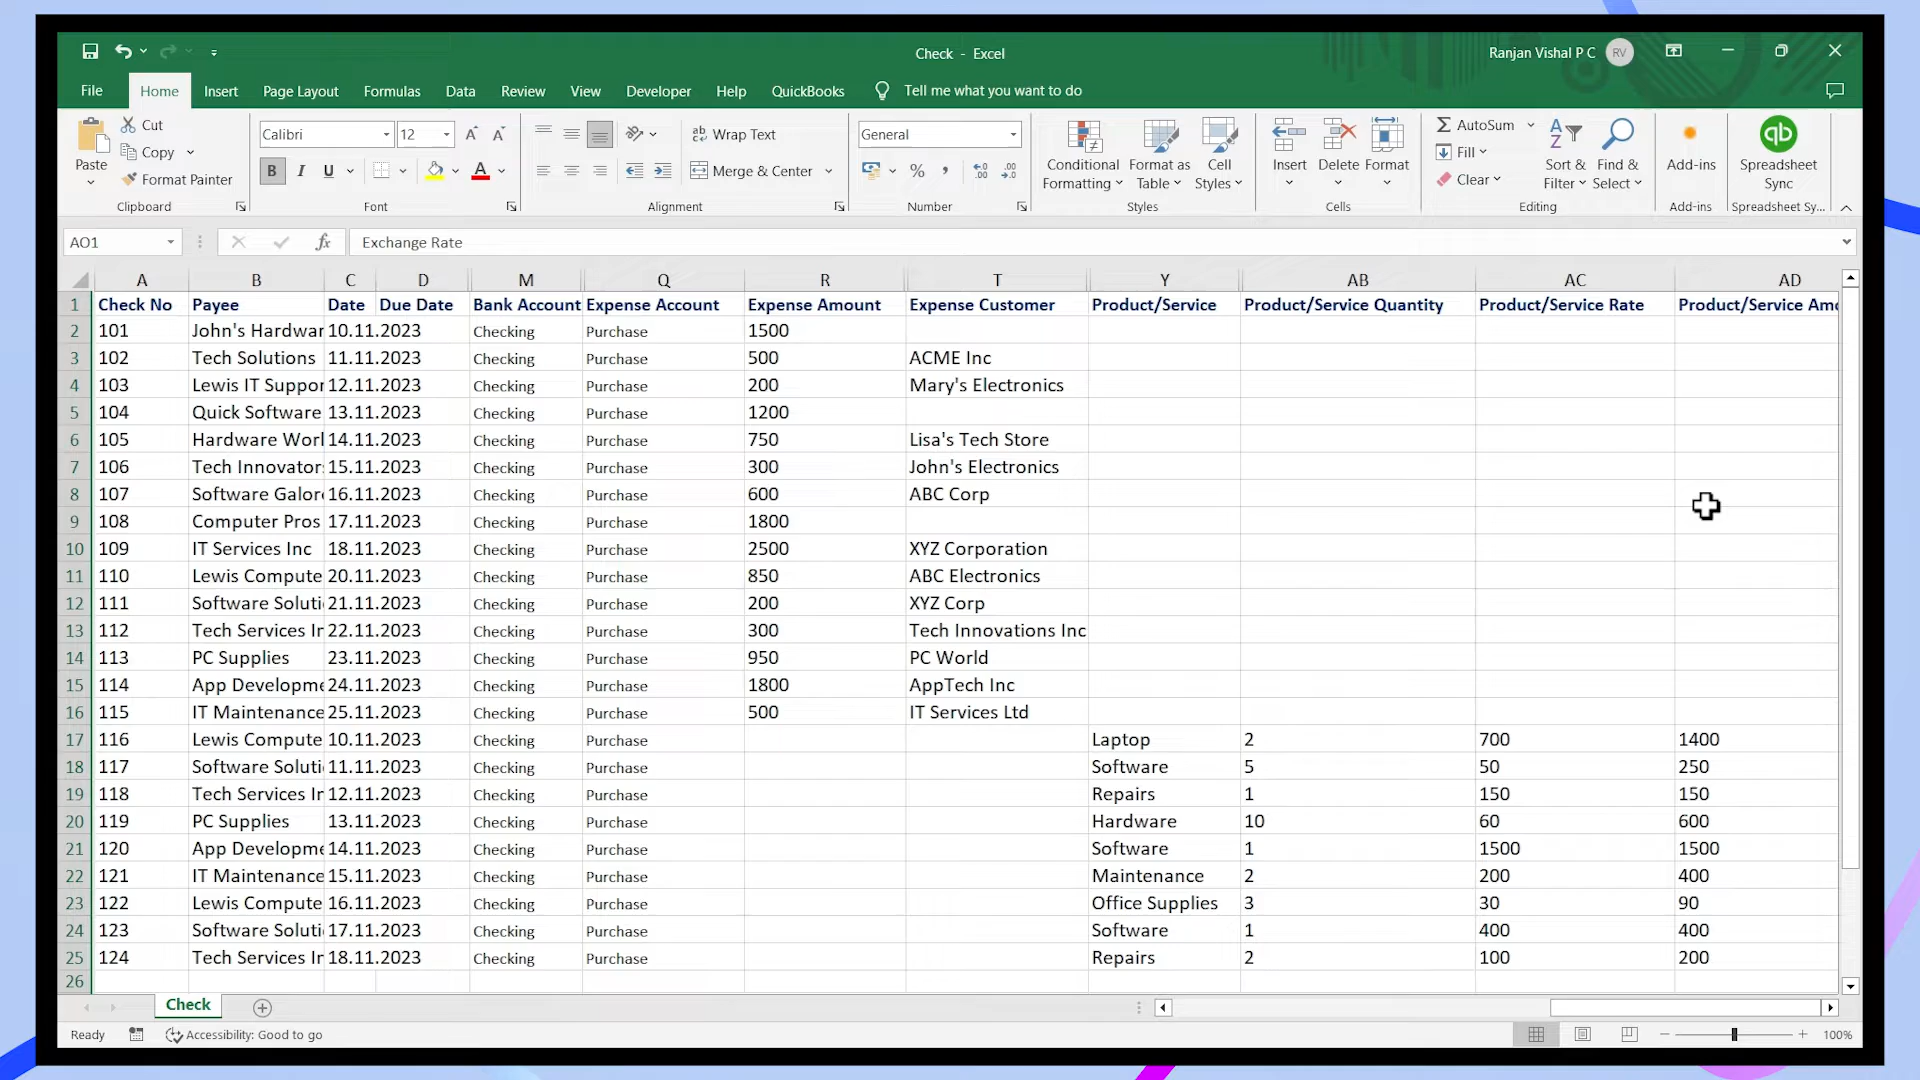 Check - Excel
Ranjan Vishal P C RV
File Home Insert Page Layout Formulas Data Review View Developer Help QuickBooks Tell me what you want to do
Paste
Cut
Copy
Format Painter
Clipboard
Calibri 12
B I U A
Font
Wrap Text
Merge & Center
Alignment
General
%
Number
Conditional Formatting
Format as Table
Cell Styles
Styles
Insert Delete Format
Cells
AutoSum
Fill
Clear
Sort & Filter
Find & Select
Editing
Add-ins
Add-ins
Spreadsheet Sync
Spreadsheet Sy...
AO1 fx Exchange Rate
A B C D M Q R T Y AB AC AD
1 Check No Payee Date Due Date Bank Account Expense Account Expense Amount Expense Customer Product/Service Product/Service Quantity Product/Service Rate Product/Service Am
2 101 John's Hardwar 10.11.2023 Checking Purchase 1500
3 102 Tech Solutions 11.11.2023 Checking Purchase 500 ACME Inc
4 103 Lewis IT Suppor 12.11.2023 Checking Purchase 200 Mary's Electronics
5 104 Quick Software 13.11.2023 Checking Purchase 1200
6 105 Hardware Worl 14.11.2023 Checking Purchase 750 Lisa's Tech Store
7 106 Tech Innovator 15.11.2023 Checking Purchase 300 John's Electronics
8 107 Software Galor 16.11.2023 Checking Purchase 600 ABC Corp
9 108 Computer Pros 17.11.2023 Checking Purchase 1800
10 109 IT Services Inc 18.11.2023 Checking Purchase 2500 XYZ Corporation
11 110 Lewis Compute 20.11.2023 Checking Purchase 850 ABC Electronics
12 111 Software Soluti 21.11.2023 Checking Purchase 200 XYZ Corp
13 112 Tech Services Ir 22.11.2023 Checking Purchase 300 Tech Innovations Inc
14 113 PC Supplies 23.11.2023 Checking Purchase 950 PC World
15 114 App Developme 24.11.2023 Checking Purchase 1800 AppTech Inc
16 115 IT Maintenance 25.11.2023 Checking Purchase 500 IT Services Ltd
17 116 Lewis Compute 10.11.2023 Checking Purchase Laptop 2 700 1400
18 117 Software Soluti 11.11.2023 Checking Purchase Software 5 50 250
19 118 Tech Services Ir 12.11.2023 Checking Purchase Repairs 1 150 150
20 119 PC Supplies 13.11.2023 Checking Purchase Hardware 10 60 600
21 120 App Developme 14.11.2023 Checking Purchase Software 1 1500 1500
22 121 IT Maintenance 15.11.2023 Checking Purchase Maintenance 2 200 400
23 122 Lewis Compute 16.11.2023 Checking Purchase Office Supplies 3 30 90
24 123 Software Soluti 17.11.2023 Checking Purchase Software 1 400 400
25 124 Tech Services Ir 18.11.2023 Checking Purchase Repairs 2 100 200
26
Check
Ready Accessibility: Good to go 100%